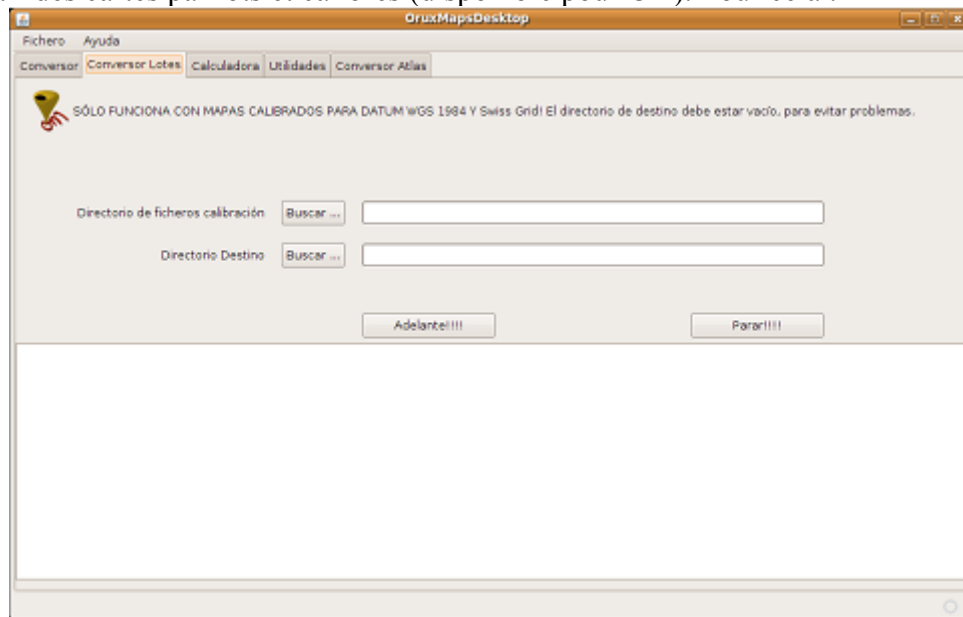 OruxMapsDesktop
Fichero Ayuda
Conversor Conversor Lotes Calculadora Utilidades Conversor Atlas
SÓLO FUNCIONA CON MAPAS CALIBRADOS PARA DATUM WGS 1984 Y Swiss Grid! El directorio de destino debe estar vacío, para evitar problemas.
Directorio de ficheros calibración Buscar ...
Directorio Destino Buscar ...
Adelante!!!! Parar!!!!